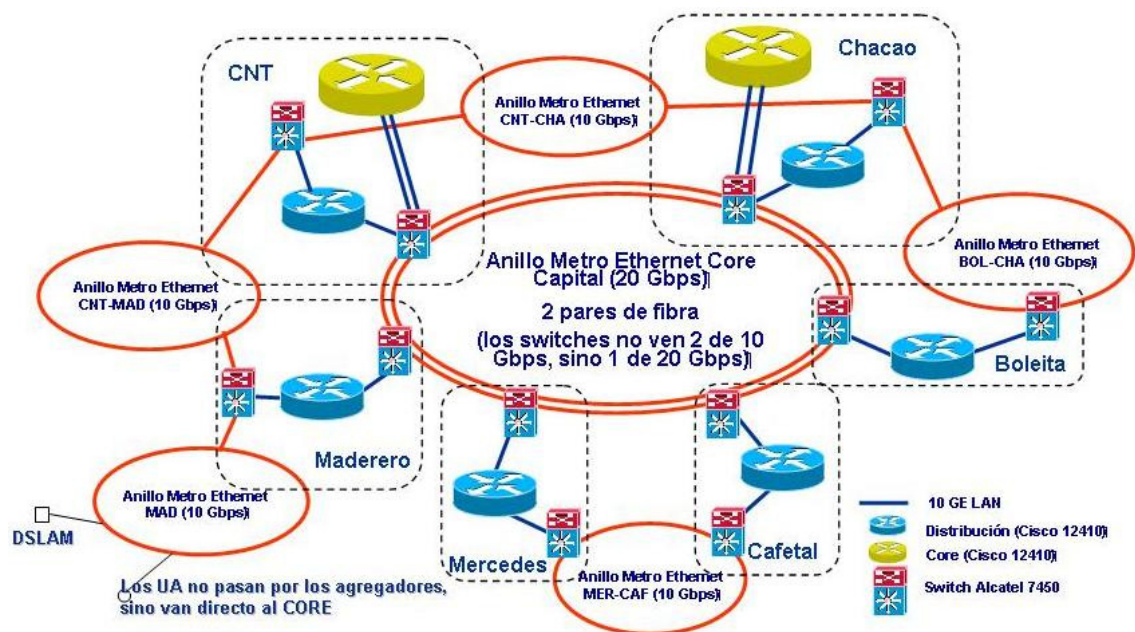 CNT
Chacao
Anillo Metro Ethernet
CNT-CHA (10 Gbps)
Anillo Metro Ethernet
BOL-CHA (10 Gbps)
Anillo Metro Ethernet Core
Capital (20 Gbps)
2 pares de fibra
(los switches no ven 2 de 10
Gbps, sino 1 de 20 Gbps)
Anillo Metro Ethernet
CNT-MAD (10 Gbps)
Boleita
Maderero
Anillo Metro Ethernet
MAD (10 Gbps)
DSLAM
Los UA no pasan por los agregadores,
sino van directo al CORE
Mercedes
Cafetal
Anillo Metro Ethernet
MER-CAF (10 Gbps)
10 GE LAN
Distribución (Cisco 12410)
Core (Cisco 12410)
Switch Alcatel 7450